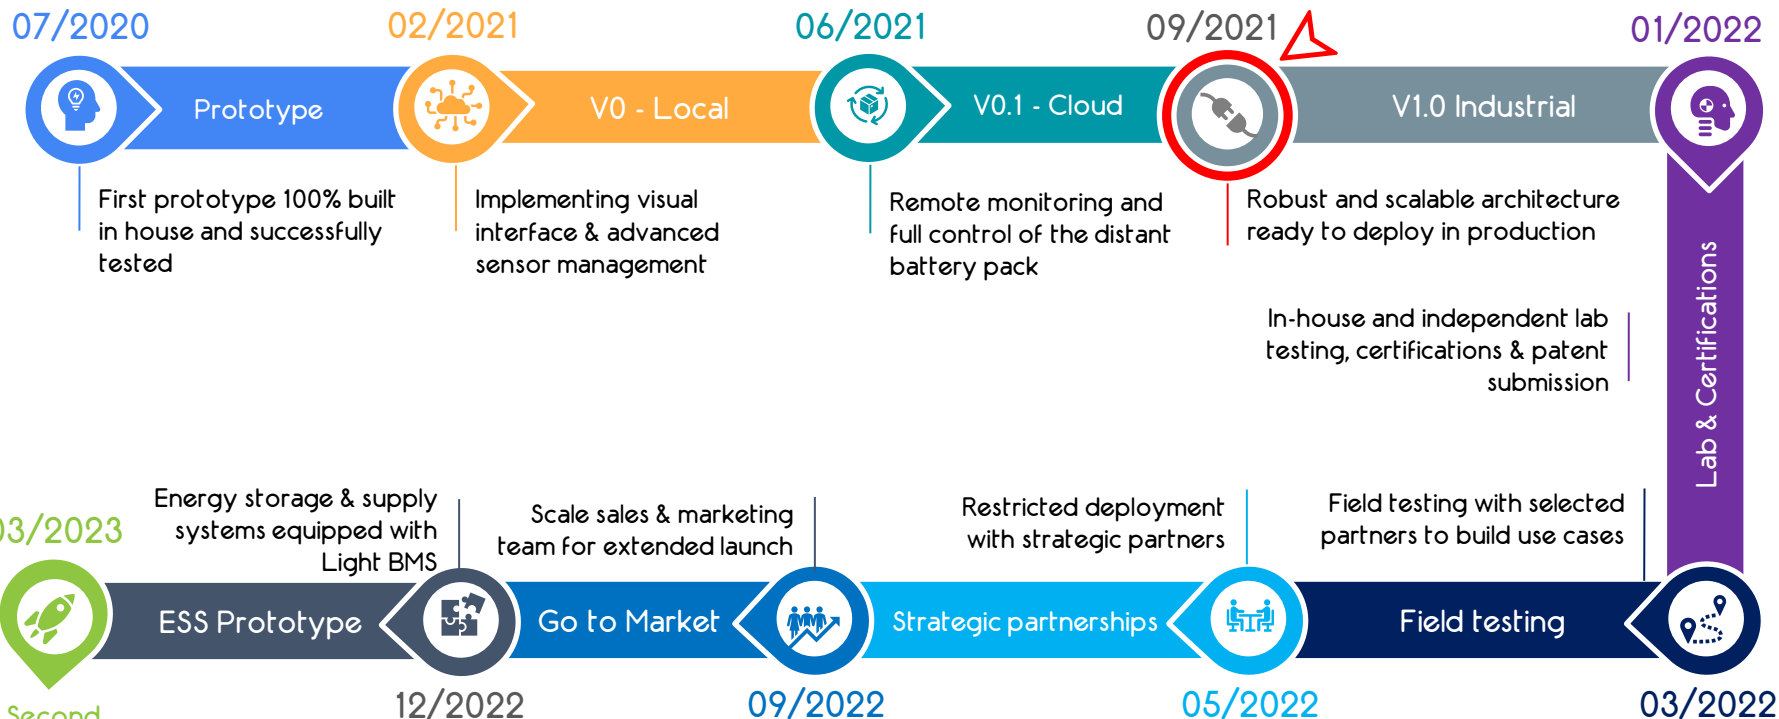 07/2020
02/2021
06/2021
09/2021
01/2022
Prototype
V0 - Local
V0.1 - Cloud
V1.0 Industrial
First prototype 100% built
in house and successfully
tested
Implementing visual
interface & advanced
sensor management
Remote monitoring and
full control of the distant
battery pack
Robust and scalable architecture
ready to deploy in production
Lab & Certifications
In-house and independent lab
testing, certifications & patent
submission
03/2022
Field testing
Field testing with selected
partners to build use cases
05/2022
Strategic partnerships
Restricted deployment
with strategic partners
09/2022
Go to Market
Scale sales & marketing
team for extended launch
12/2022
ESS Prototype
Energy storage & supply
systems equipped with
Light BMS
03/2023
Second